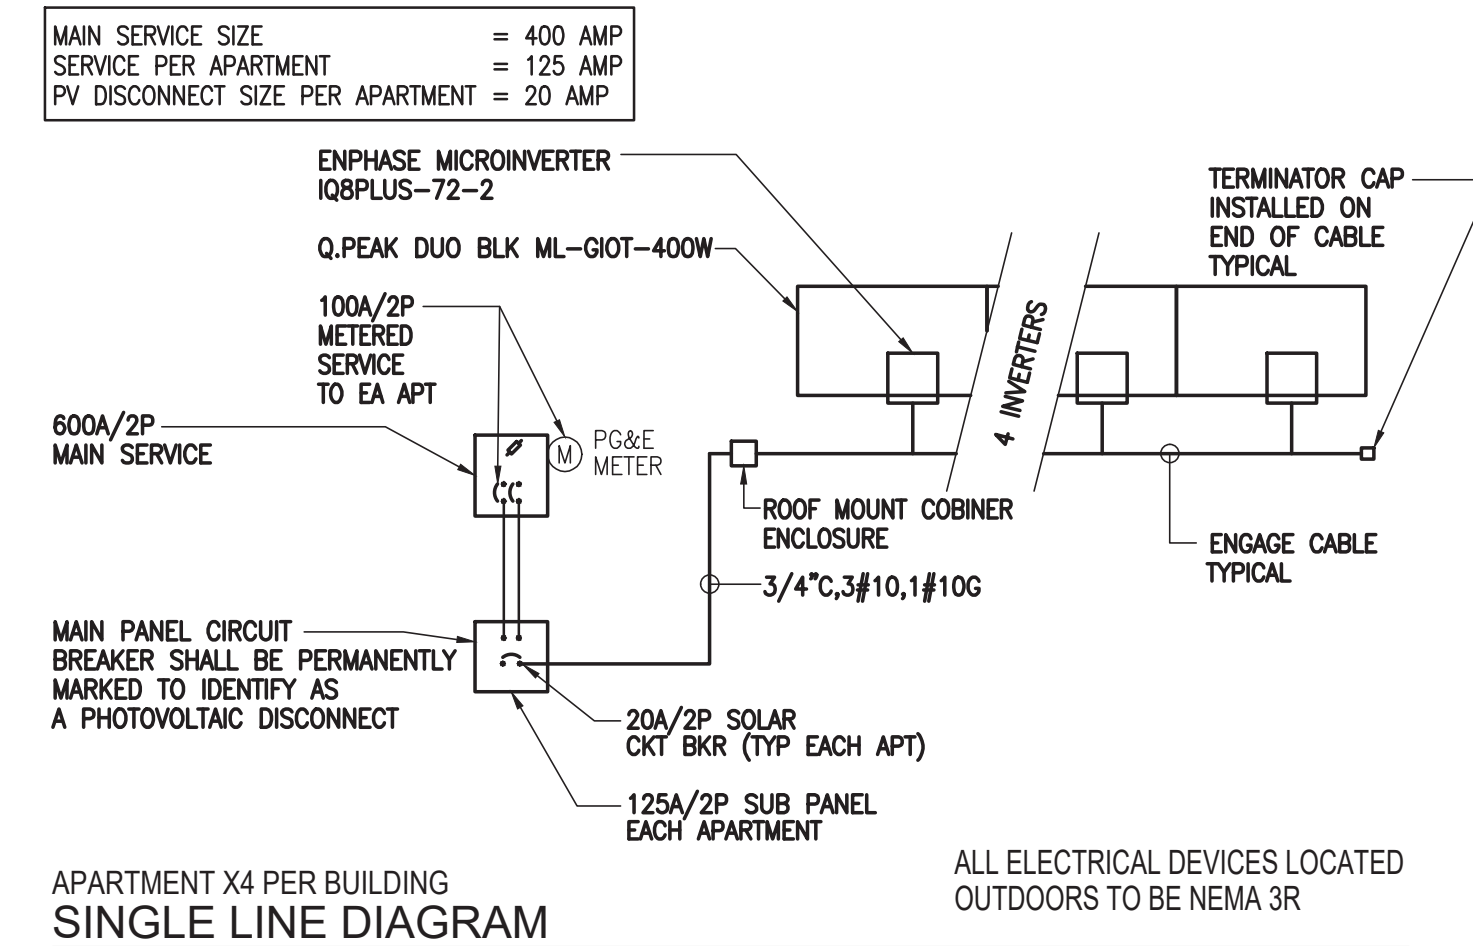 MAIN SERVICE SIZE = 400 AMP
SERVICE PER APARTMENT = 125 AMP
PV DISCONNECT SIZE PER APARTMENT = 20 AMP
ENPHASE MICROINVERTER
IQ8PLUS-72-2
Q.PEAK DUO BLK ML-GIOT-400W
100A/2P
METERED
SERVICE
TO EA APT
600A/2P
MAIN SERVICE
M
PG&E
METER
TERMINATOR CAP
INSTALLED ON
END OF CABLE
TYPICAL
4 INVERTERS
ROOF MOUNT COBINER
ENCLOSURE
ENGAGE CABLE
TYPICAL
3/4"C,3#10,1#10G
MAIN PANEL CIRCUIT
BREAKER SHALL BE PERMANENTLY
MARKED TO IDENTIFY AS
A PHOTOVOLTAIC DISCONNECT
20A/2P SOLAR
CKT BKR (TYP EACH APT)
125A/2P SUB PANEL
EACH APARTMENT
APARTMENT X4 PER BUILDING
SINGLE LINE DIAGRAM
ALL ELECTRICAL DEVICES LOCATED
OUTDOORS TO BE NEMA 3R